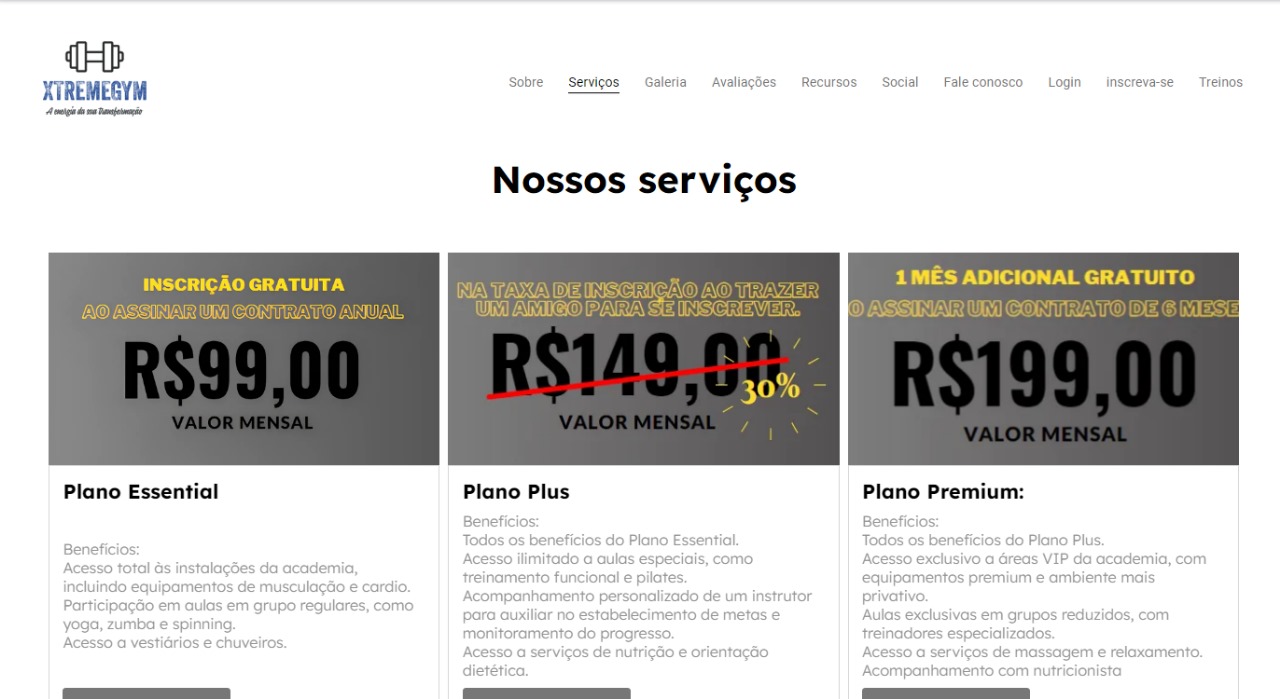 XTREMEGYM
A energia da sua transformação
Sobre Serviços Galeria Avaliações Recursos Social Fale conosco Login inscreva-se Treinos
Nossos serviços
INSCRIÇÃO GRATUITA
AO ASSINAR UM CONTRATO ANUAL
R$99,00
VALOR MENSAL
Plano Essential
Benefícios:
Acesso total às instalações da academia,
incluindo equipamentos de musculação e cardio.
Participação em aulas em grupo regulares, como
yoga, zumba e spinning.
Acesso a vestiários e chuveiros.
NA TAXA DE INSCRIÇÃO AO TRAZER
UM AMIGO PARA SE INSCREVER.
R$149,00
30%
VALOR MENSAL
Plano Plus
Benefícios:
Todos os benefícios do Plano Essential.
Acesso ilimitado a aulas especiais, como
treinamento funcional e pilates.
Acompanhamento personalizado de um instrutor
para auxiliar no estabelecimento de metas e
monitoramento do progresso.
Acesso a serviços de nutrição e orientação
dietética.
1 MÊS ADICIONAL GRATUITO
O ASSINAR UM CONTRATO DE 6 MESE
R$199,00
VALOR MENSAL
Plano Premium:
Benefícios:
Todos os benefícios do Plano Plus.
Acesso exclusivo a áreas VIP da academia, com
equipamentos premium e ambiente mais
privativo.
Aulas exclusivas em grupos reduzidos, com
treinadores especializados.
Acesso a serviços de massagem e relaxamento.
Acompanhamento com nutricionista